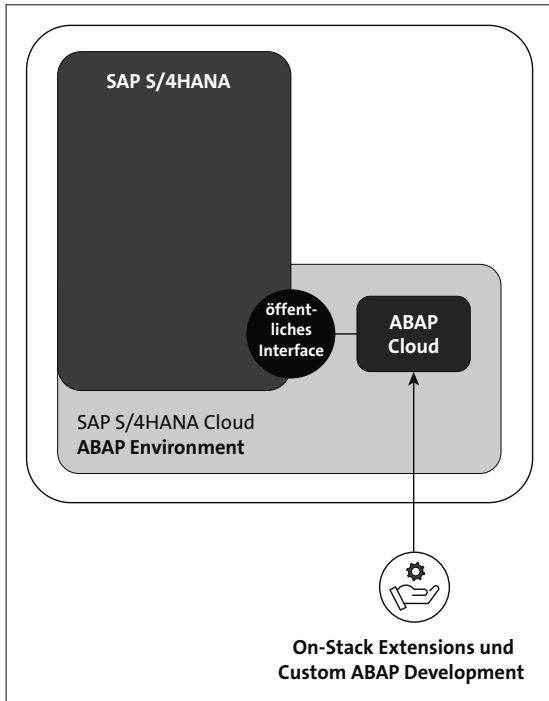 SAP S/4HANA
öffent-
liches
Interface
ABAP
Cloud
SAP S/4HANA Cloud
ABAP Environment
On-Stack Extensions und
Custom ABAP Development